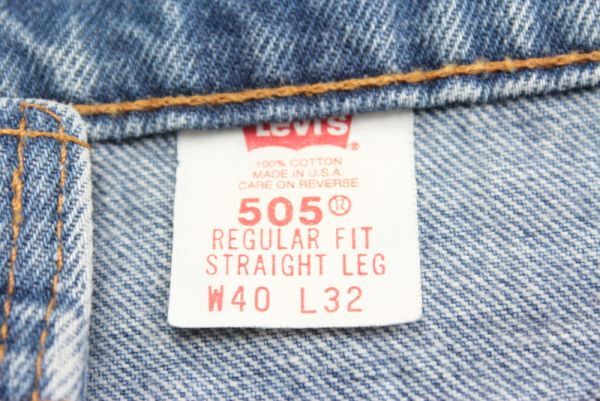 Levi's ®
100% COTTON
MADE IN U.S.A.
CARE ON REVERSE
505®
REGULAR FIT
STRAIGHT LEG
W40 L32